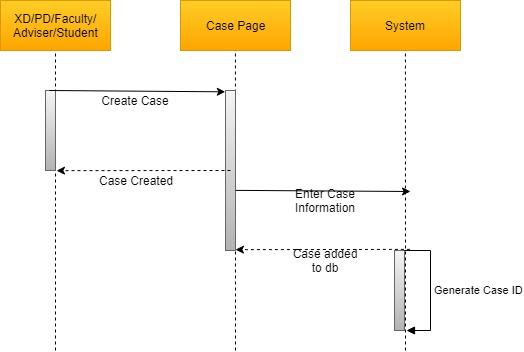 XD/PD/Faculty/
Adviser/Student
Case Page
System
Create Case
Case Created
Enter Case
Information
Case added
to db
Generate Case ID